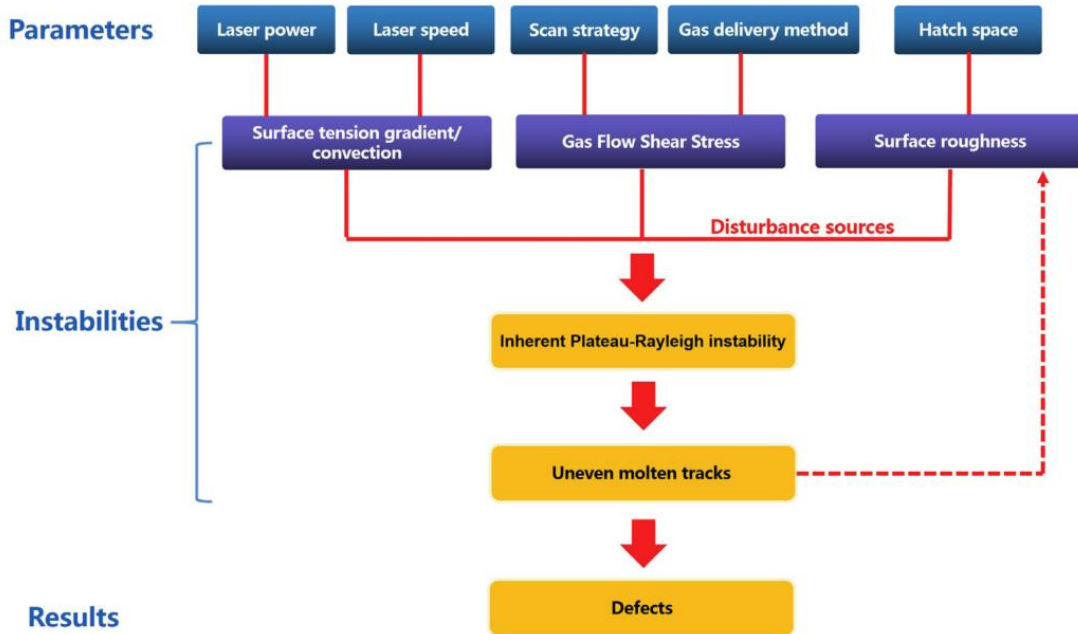 Parameters
Laser power
Laser speed
Scan strategy
Gas delivery method
Hatch space
Surface tension gradient/
convection
Gas Flow Shear Stress
Surface roughness
Disturbance sources
Instabilities
Inherent Plateau-Rayleigh instability
Uneven molten tracks
Results
Defects